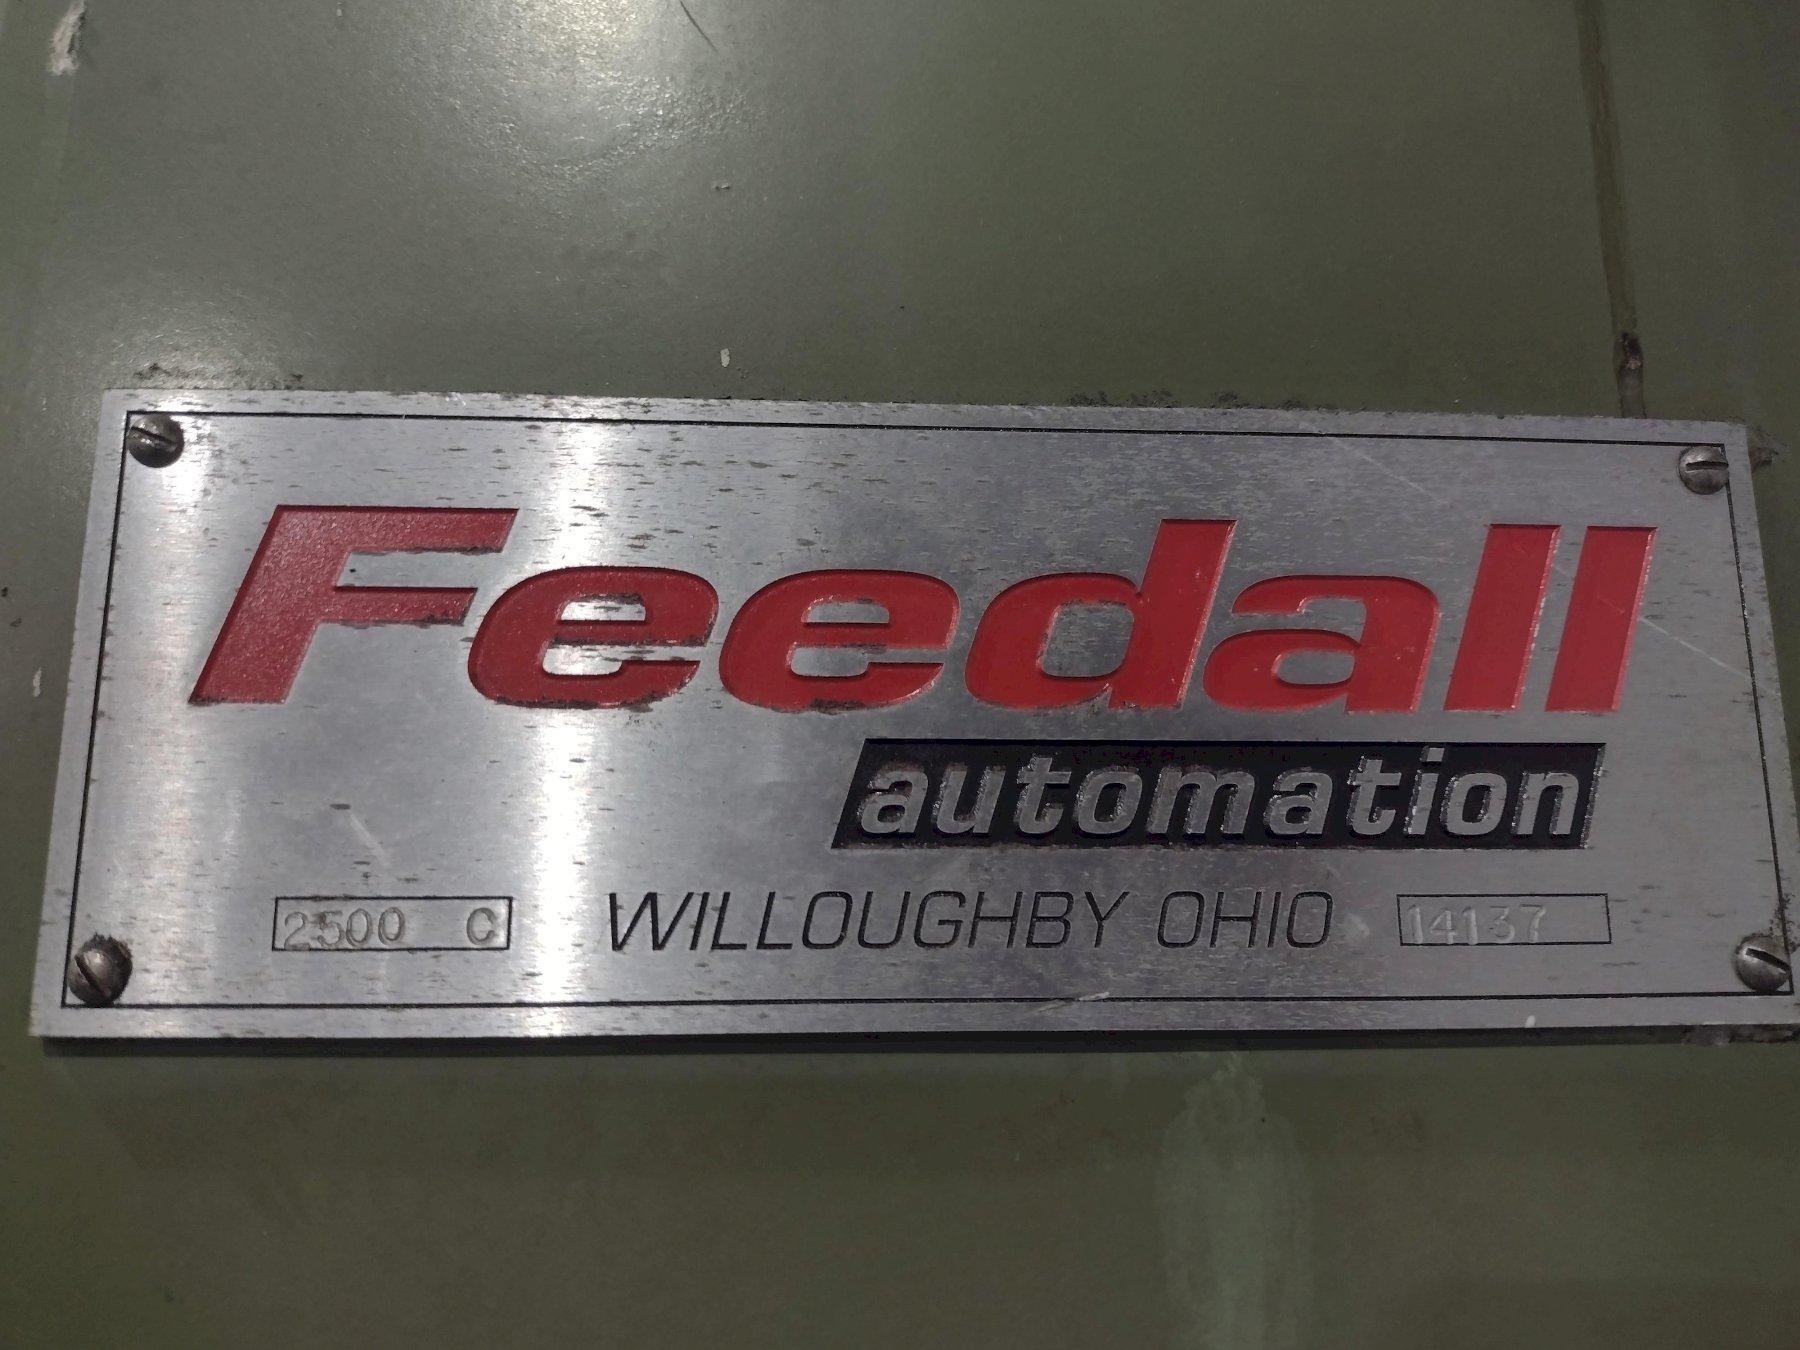 Feedall
automation
2500 C WILLOUGHBY OHIO 14137